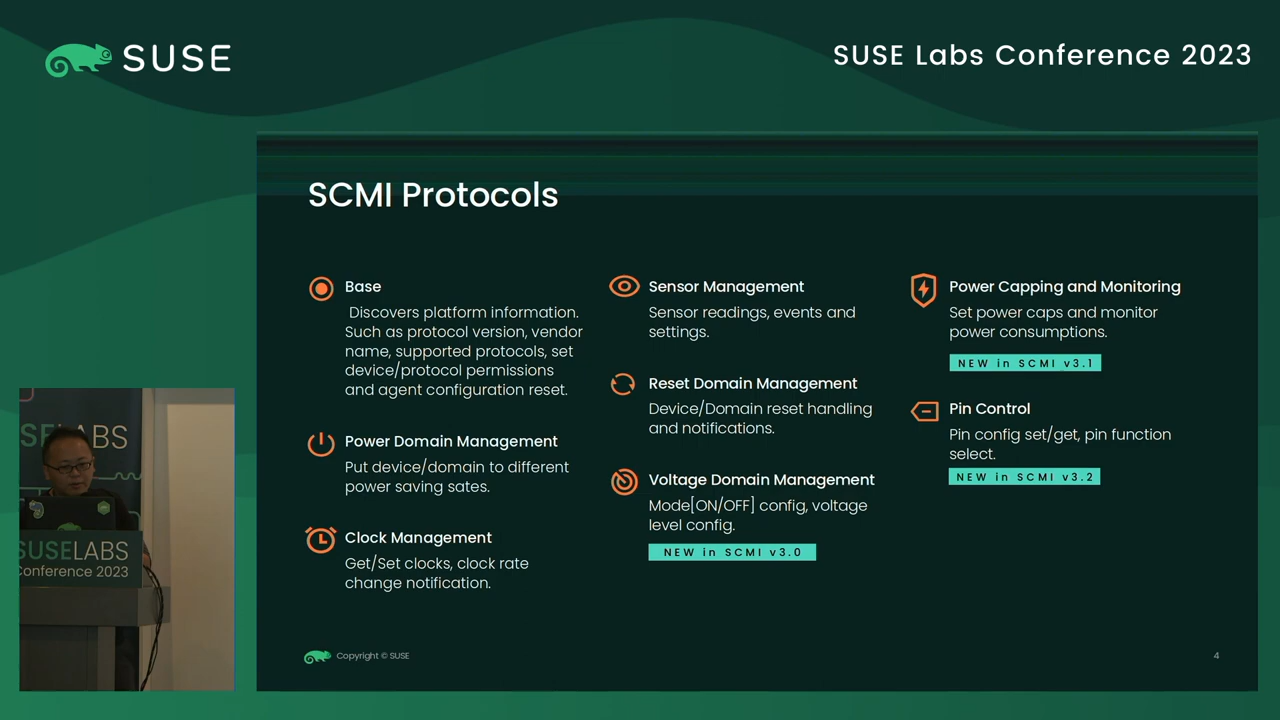 SUSE
SUSE Labs Conference 2023
SCMI Protocols
Base
Discovers platform information.
Such as protocol version, vendor
name, supported protocols, set
device/protocol permissions
and agent configuration reset.
Power Domain Management
Put device/domain to different
power saving sates.
Clock Management
Get/Set clocks, clock rate
change notification.
Sensor Management
Sensor readings, events and
settings.
Reset Domain Management
Device/Domain reset handling
and notifications.
Voltage Domain Management
Mode[ON/OFF] config, voltage
level config.
NEW in SCMI v3.0
Power Capping and Monitoring
Set power caps and monitor
power consumptions.
NEW in SCMI v3.1
Pin Control
Pin config set/get, pin function
select.
NEW in SCMI v3.2
Copyright © SUSE
4
SELABS
SUSELABS
Conference 2023